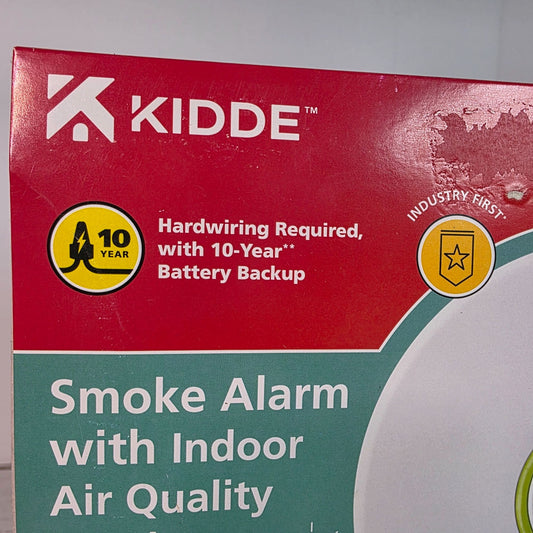 KIDDE™
INDUSTRY FIRST*
10
YEAR
Hardwiring Required,
with 10-Year**
Battery Backup
Smoke Alarm
with Indoor
Air Quality